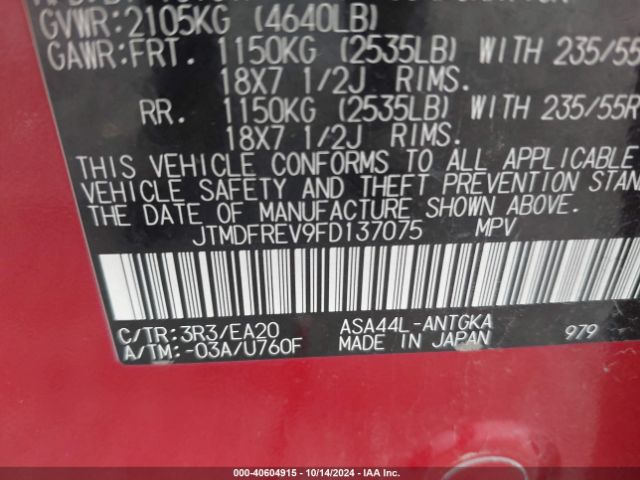 GVWR:2105KG (4640LB)
GAWR:FRT. 1150KG (2535LB) WITH 235/55
18X7 1/2J RIMS.
RR. 1150KG (2535LB) WITH 235/55R
18X7 1/2J RIMS.
THIS VEHICLE CONFORMS TO ALL APPLICABLE
VEHICLE SAFETY AND THEFT PREVENTION STAN
THE DATE OF MANUFACTURE SHOWN ABOVE.
JTMDFREV9FD137075 MPV
C/TR:3R3/EA20 ASA44L-ANTGKA 979
A/TM:-03A/U760F MADE IN JAPAN
000-40604915 - 10/14/2024 - IAAI.com